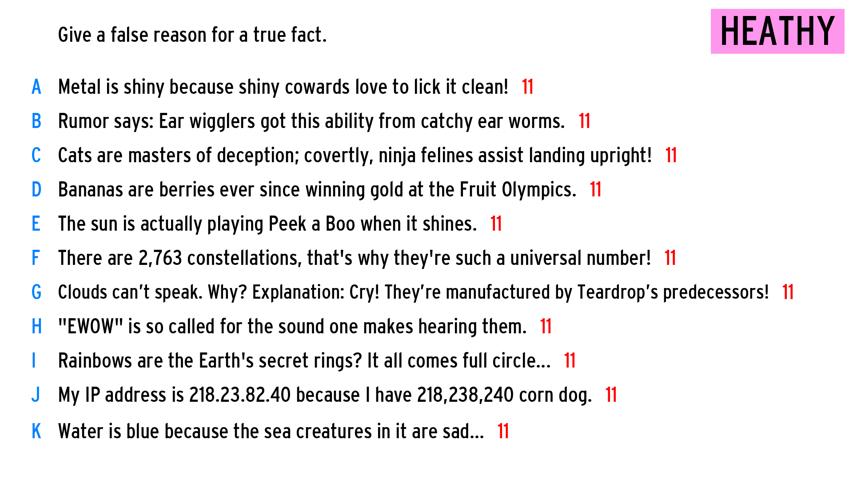 Give a false reason for a true fact.
HEATHY
A Metal is shiny because shiny cowards love to lick it clean! 11
B Rumor says: Ear wigglers got this ability from catchy ear worms. 11
C Cats are masters of deception; covertly, ninja felines assist landing upright! 11
D Bananas are berries ever since winning gold at the Fruit Olympics. 11
E The sun is actually playing Peek a Boo when it shines. 11
F There are 2,763 constellations, that's why they're such a universal number! 11
G Clouds can’t speak. Why? Explanation: Cry! They’re manufactured by Teardrop’s predecessors! 11
H "EWOW" is so called for the sound one makes hearing them. 11
I Rainbows are the Earth's secret rings? It all comes full circle... 11
J My IP address is 218.23.82.40 because I have 218,238,240 corn dog. 11
K Water is blue because the sea creatures in it are sad... 11